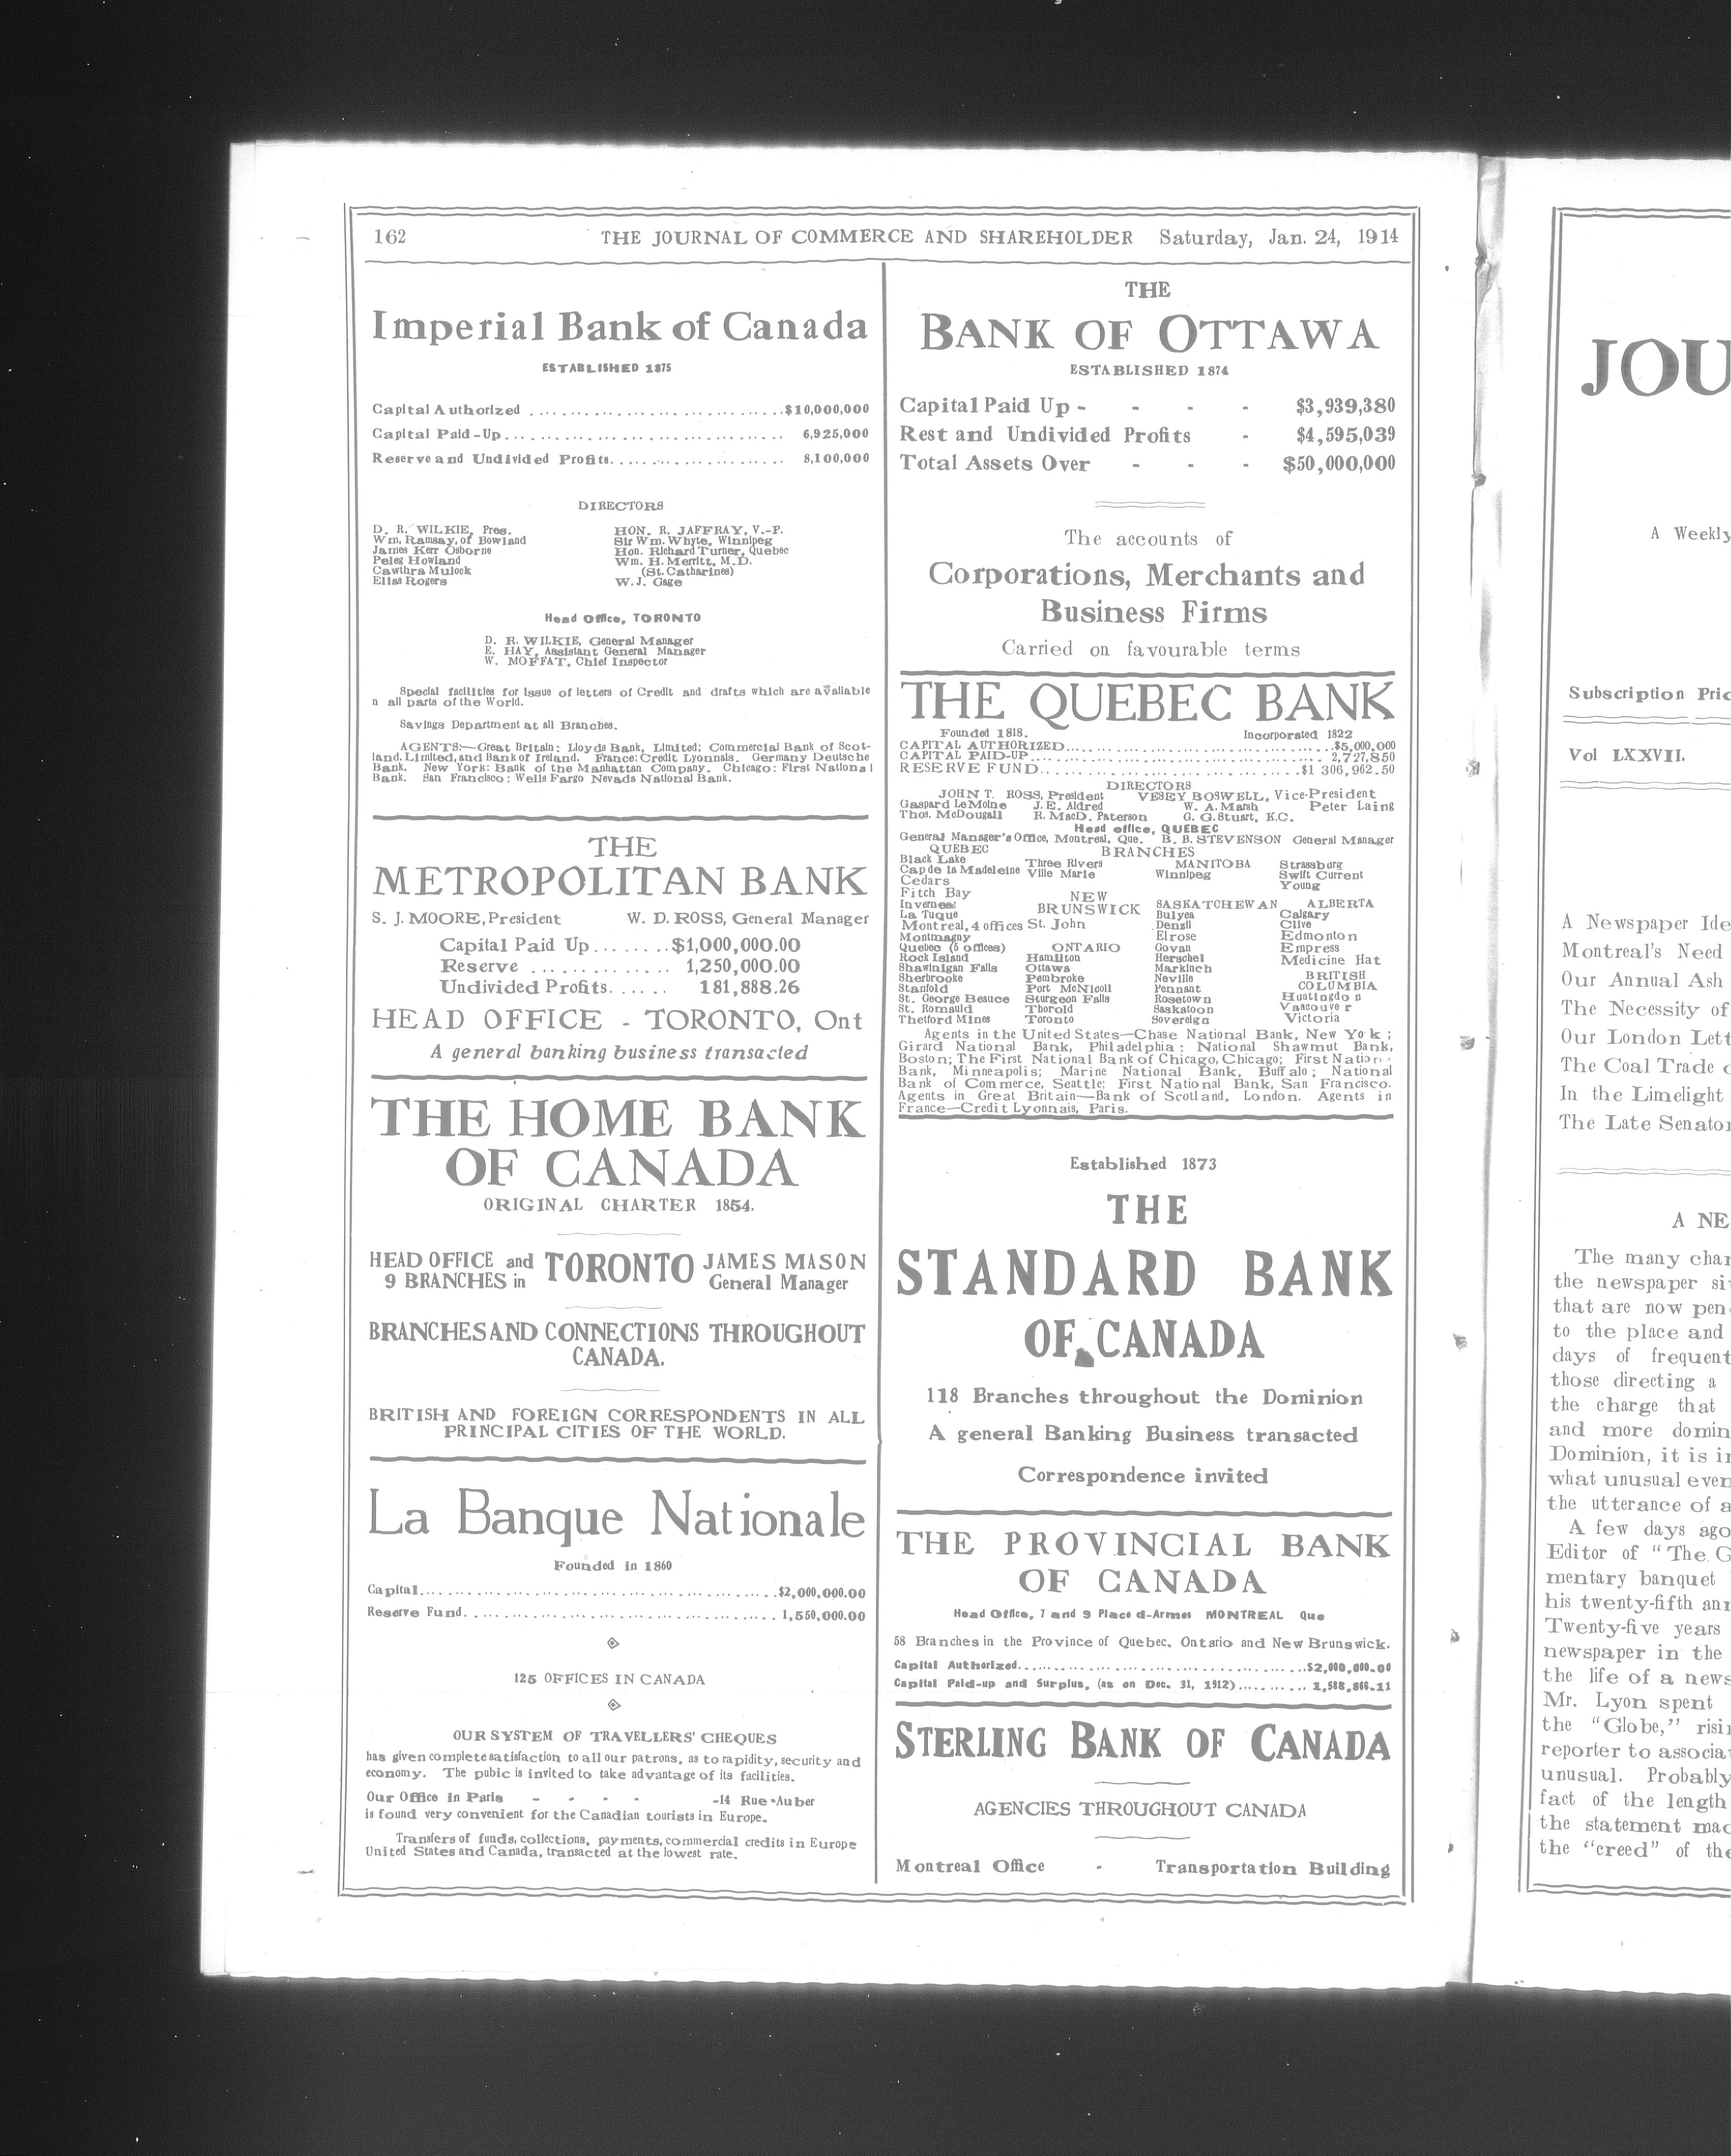 162 THE JOURNAL OF COMMERCE AND SHAREHOLDER Saturday, Jan. 24, 1914
Imperial Bank of Canada
ESTABLISHED 1875
Capital Authorized ............ $10,000,000
Capital Paid-Up ............ 6,925,000
Reserve and Undivided Profits ............ 8,100,000
DIRECTORS
D. R. WILKIE, Pres. HON. R. JAFFRAY, V.-P.
Wm. Ramsay, of Bowland Sir Wm. Whyte, Winnipeg
James Kerr Osborne Hon. Richard Turner, Quebec
Peleg Howland Wm. H. Merritt, M.D.
Cawthra Mulock (St. Catharines)
Elias Rogers W. J. Gage
Head Office, TORONTO
D. R. WILKIE, General Manager
E. HAY, Assistant General Manager
W. MOFFAT, Chief Inspector
Special facilities for issue of letters of Credit and drafts which are available
n all parts of the World.
Savings Department at all Branches.
AGENTS:—Great Britain: Lloyds Bank, Limited; Commercial Bank of Scot-
land. Limited, and Bank of Ireland. France: Credit Lyonnais. Germany Deutsche
Bank. New York: Bank of the Manhattan Company. Chicago: First National
Bank. San Francisco: Wells Fargo Nevada National Bank.
THE
METROPOLITAN BANK
S. J. MOORE, President W. D. ROSS, General Manager
Capital Paid Up ........ $1,000,000.00
Reserve .............. 1,250,000.00
Undivided Profits...... 181,888.26
HEAD OFFICE - TORONTO, Ont
A general banking business transacted
THE HOME BANK
OF CANADA
ORIGINAL CHARTER 1854.
HEAD OFFICE and TORONTO JAMES MASON
9 BRANCHES in General Manager
BRANCHES AND CONNECTIONS THROUGHOUT
CANADA.
BRITISH AND FOREIGN CORRESPONDENTS IN ALL
PRINCIPAL CITIES OF THE WORLD.
La Banque Nationale
Founded in 1860
Capital ............ $2,000,000.00
Reserve Fund ............ 1,550,000.00
125 OFFICES IN CANADA
OUR SYSTEM OF TRAVELLERS' CHEQUES
has given complete satisfaction to all our patrons, as to rapidity, security and
economy. The pubic is invited to take advantage of its facilities.
Our Office in Paris - - - - -14 Rue Auber
is found very convenient for the Canadian tourists in Europe.
Transfers of funds, collections, payments, commercial credits in Europe
United States and Canada, transacted at the lowest rate.
THE
BANK OF OTTAWA
ESTABLISHED 1874
Capital Paid Up - - - - $3,939,380
Rest and Undivided Profits - $4,595,039
Total Assets Over - - - $50,000,000
The accounts of
Corporations, Merchants and
Business Firms
Carried on favourable terms
THE QUEBEC BANK
Founded 1818. Incorporated 1822
CAPITAL AUTHORIZED ............ $5,000,000
CAPITAL PAID-UP ............ 2,727,850
RESERVE FUND ............ $1 306,962.50
DIRECTORS
JOHN T. ROSS, President VESEY BOSWELL, Vice-President
Gaspard LeMoine J. E. Aldred W. A. Marsh Peter Laing
Thos. McDougall R. MacD. Paterson G. G. Stuart, K.C.
Head office, QUEBEC
General Manager's Office, Montreal, Que. B. B. STEVENSON General Manager
QUEBEC BRANCHES
Black Lake Three Rivers MANITOBA Strassburg
Cap de la Madeleine Ville Marie Winnipeg Swift Current
Cedars Young
Fitch Bay NEW
Inverness BRUNSWICK SASKATCHEWAN ALBERTA
La Tuque Bulyea Calgary
Montreal, 4 offices St. John Denzil Clive
Montmagny Elrose Edmonton
Quebec (5 offices) ONTARIO Govan Empress
Rock Island Hamilton Herschel Medicine Hat
Shawinigan Falls Ottawa Markinch
Sherbrooke Pembroke Neville BRITISH
Stanfold Port McNicoll Pennant COLUMBIA
St. George Beauce Sturgeon Falls Rosetown Huntingdon
St. Romauld Thorold Saskatoon Vancouver
Thetford Mines Toronto Sovereign Victoria
Agents in the United States—Chase National Bank, New Yo k;
Girard National Bank, Philadelphia; National Shawmut Bank,
Boston; The First National Bank of Chicago, Chicago; First Nation
Bank, Minneapolis; Marine National Bank, Buffalo; National
Bank of Commerce, Seattle; First National Bank, San Francisco.
Agents in Great Britain—Bank of Scotland, London. Agents in
France—Credit Lyonnais, Paris.
Established 1873
THE
STANDARD BANK
OF CANADA
118 Branches throughout the Dominion
A general Banking Business transacted
Correspondence invited
THE PROVINCIAL BANK
OF CANADA
Head Office, 7 and 9 Place d-Armes MONTREAL Que
58 Branches in the Province of Quebec, Ontario and New Brunswick.
Capital Authorized ............ $2,000,000.00
Capital Paid-up and Surplus, (as on Dec. 31, 1912) .......... 1,588,866.11
STERLING BANK OF CANADA
AGENCIES THROUGHOUT CANADA
Montreal Office - Transportation Building
JOU
A Weekly
Subscription Pric
Vol LXXVII.
A Newspaper Ide
Montreal's Need
Our Annual Ash
The Necessity of
Our London Lett
The Coal Trade
In the Limelight
The Late Senator
A NE
The many char
the newspaper si
that are now pen
to the place and
days of frequent
those directing a
the charge that
and more domin
Dominion, it is in
what unusual even
the utterance of a
A few days ago
Editor of "The G
mentary banquet
his twenty-fifth ann
Twenty-five years
newspaper in the
the life of a news
Mr. Lyon spent
the "Globe," risi
reporter to associa
unusual. Probably
fact of the length
the statement mad
the "creed" of the